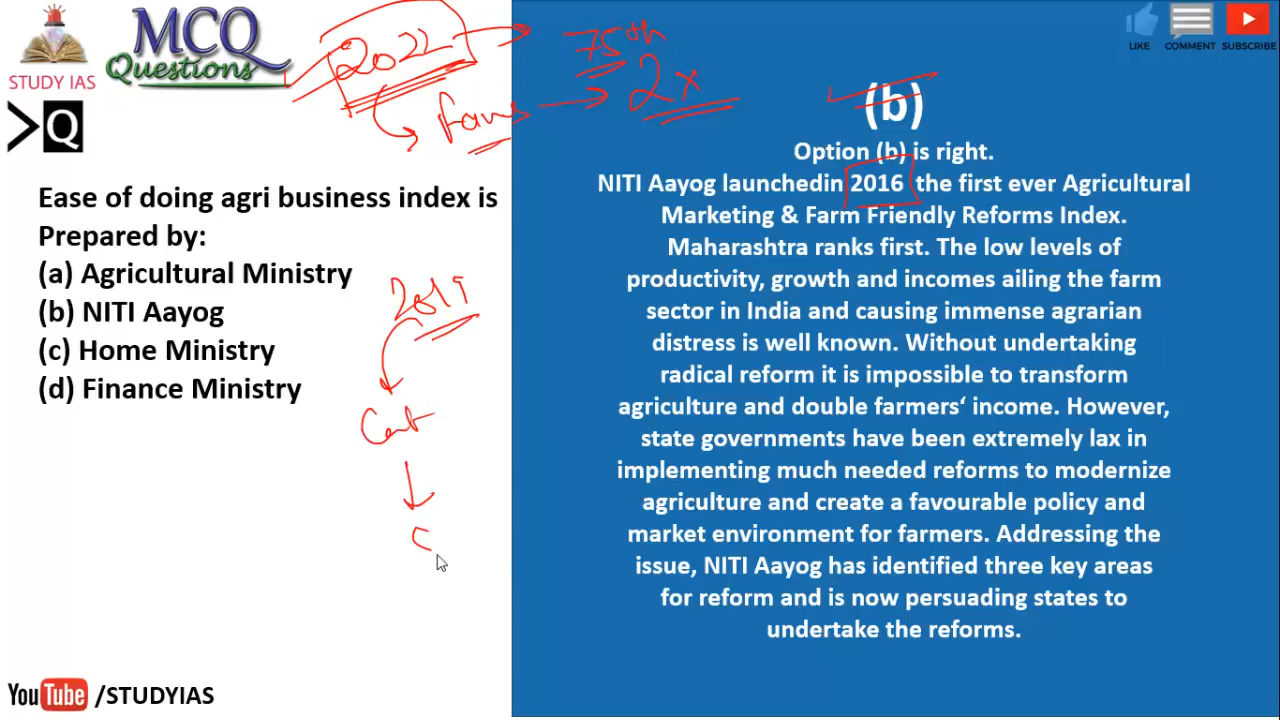 STUDY IAS
MCQ
Questions
>Q
2022
75th
farms
2x
LIKE
COMMENT
SUBSCRIBE
Ease of doing agri business index is
Prepared by:
(a) Agricultural Ministry
(b) NITI Aayog
(c) Home Ministry
(d) Finance Ministry
2019
Cent
(b)
Option (b) is right.
NITI Aayog launchedin 2016 the first ever Agricultural
Marketing & Farm Friendly Reforms Index.
Maharashtra ranks first. The low levels of
productivity, growth and incomes ailing the farm
sector in India and causing immense agrarian
distress is well known. Without undertaking
radical reform it is impossible to transform
agriculture and double farmers‘ income. However,
state governments have been extremely lax in
implementing much needed reforms to modernize
agriculture and create a favourable policy and
market environment for farmers. Addressing the
issue, NITI Aayog has identified three key areas
for reform and is now persuading states to
undertake the reforms.
YouTube /STUDYIAS